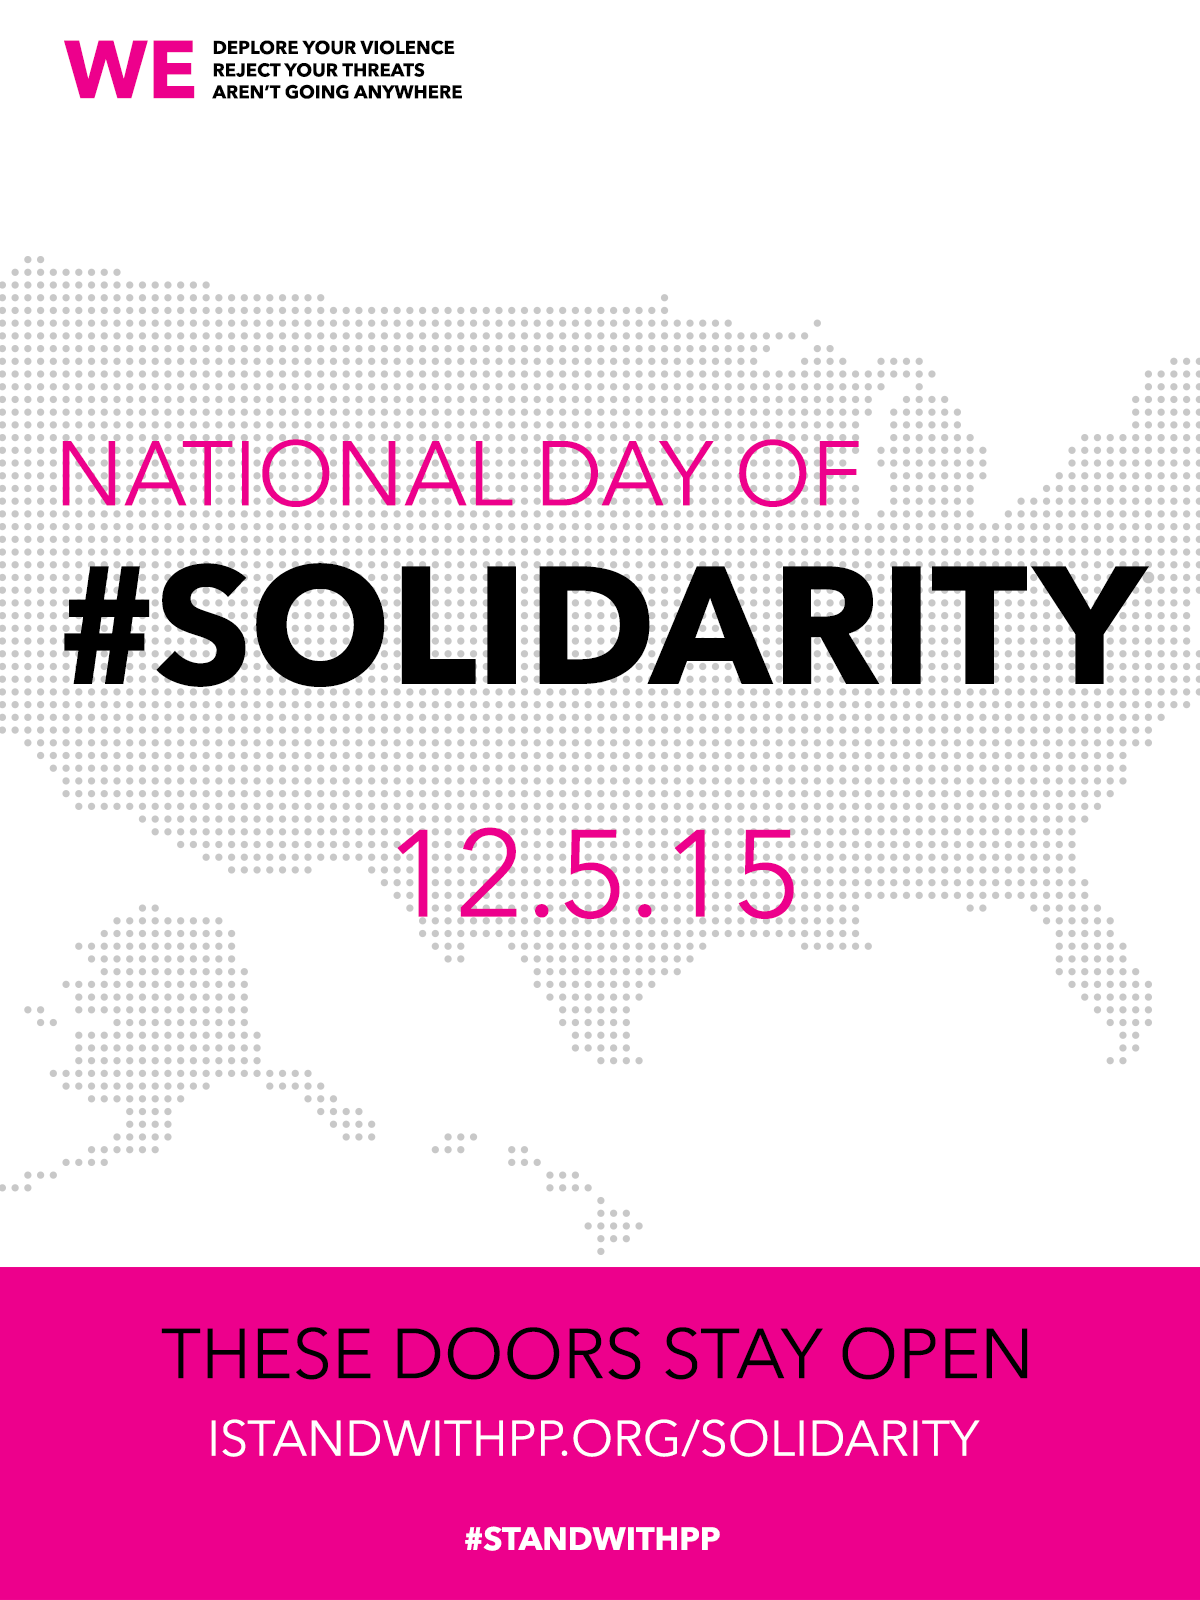 WE DEPLORE YOUR VIOLENCE
REJECT YOUR THREATS
AREN'T GOING ANYWHERE
NATIONAL DAY OF
#SOLIDARITY
12.5.15
THESE DOORS STAY OPEN
ISTANDWITHPP.ORG/SOLIDARITY
#STANDWITHPP